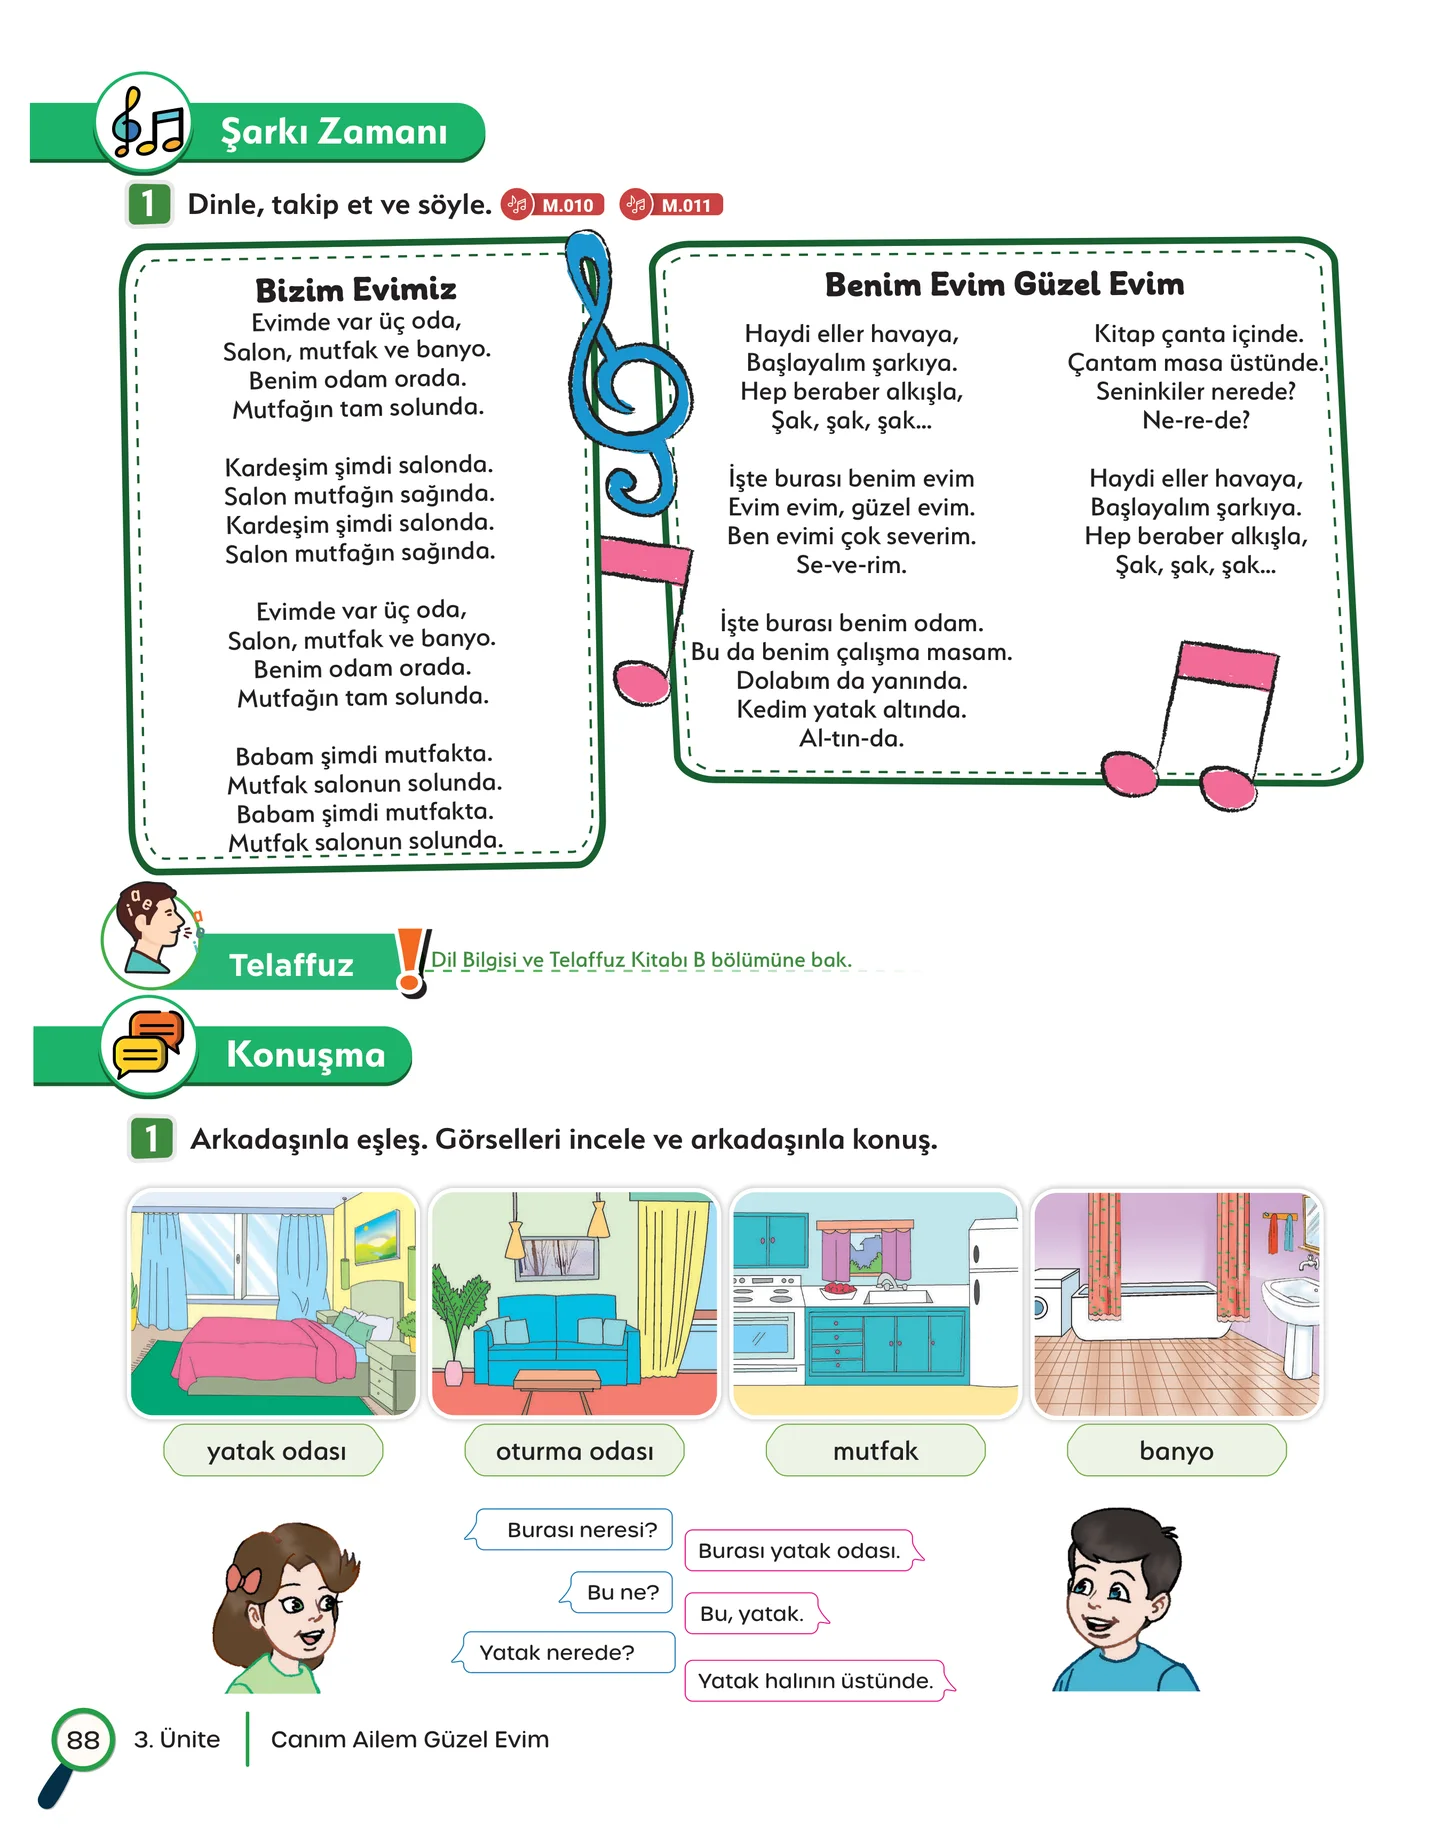 Şarkı Zamanı
1 Dinle, takip et ve söyle. M.010 M.011
Bizim Evimiz
Evimde var üç oda,
Salon, mutfak ve banyo.
Benim odam orada.
Mutfağın tam solunda.
Kardeşim şimdi salonda.
Salon mutfağın sağında.
Kardeşim şimdi salonda.
Salon mutfağın sağında.
Evimde var üç oda,
Salon, mutfak ve banyo.
Benim odam orada.
Mutfağın tam solunda.
Babam şimdi mutfakta.
Mutfak salonun solunda.
Babam şimdi mutfakta.
Mutfak salonun solunda.
Benim Evim Güzel Evim
Haydi eller havaya,
Başlayalım şarkıya.
Hep beraber alkışla,
Şak, şak, şak...
İşte burası benim evim
Evim evim, güzel evim.
Ben evimi çok severim.
Se-ve-rim.
İşte burası benim odam.
Bu da benim çalışma masam.
Dolabım da yanında.
Kedim yatak altında.
Al-tın-da.
Kitap çanta içinde.
Çantam masa üstünde.
Seninkiler nerede?
Ne-re-de?
Haydi eller havaya,
Başlayalım şarkıya.
Hep beraber alkışla,
Şak, şak, şak...
Telaffuz
Dil Bilgisi ve Telaffuz Kitabı B bölümüne bak.
Konuşma
1 Arkadaşınla eşleş. Görselleri incele ve arkadaşınla konuş.
yatak odası
oturma odası
mutfak
banyo
Burası neresi?
Burası yatak odası.
Bu ne?
Bu, yatak.
Yatak nerede?
Yatak halının üstünde.
88 3. Ünite Canım Ailem Güzel Evim